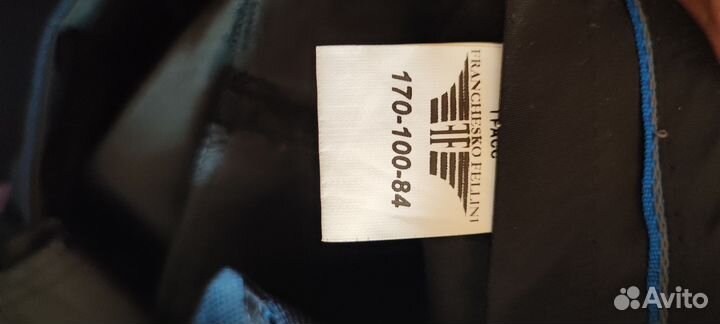 FRANCHESKO FELLINI
170-100-84
Avito